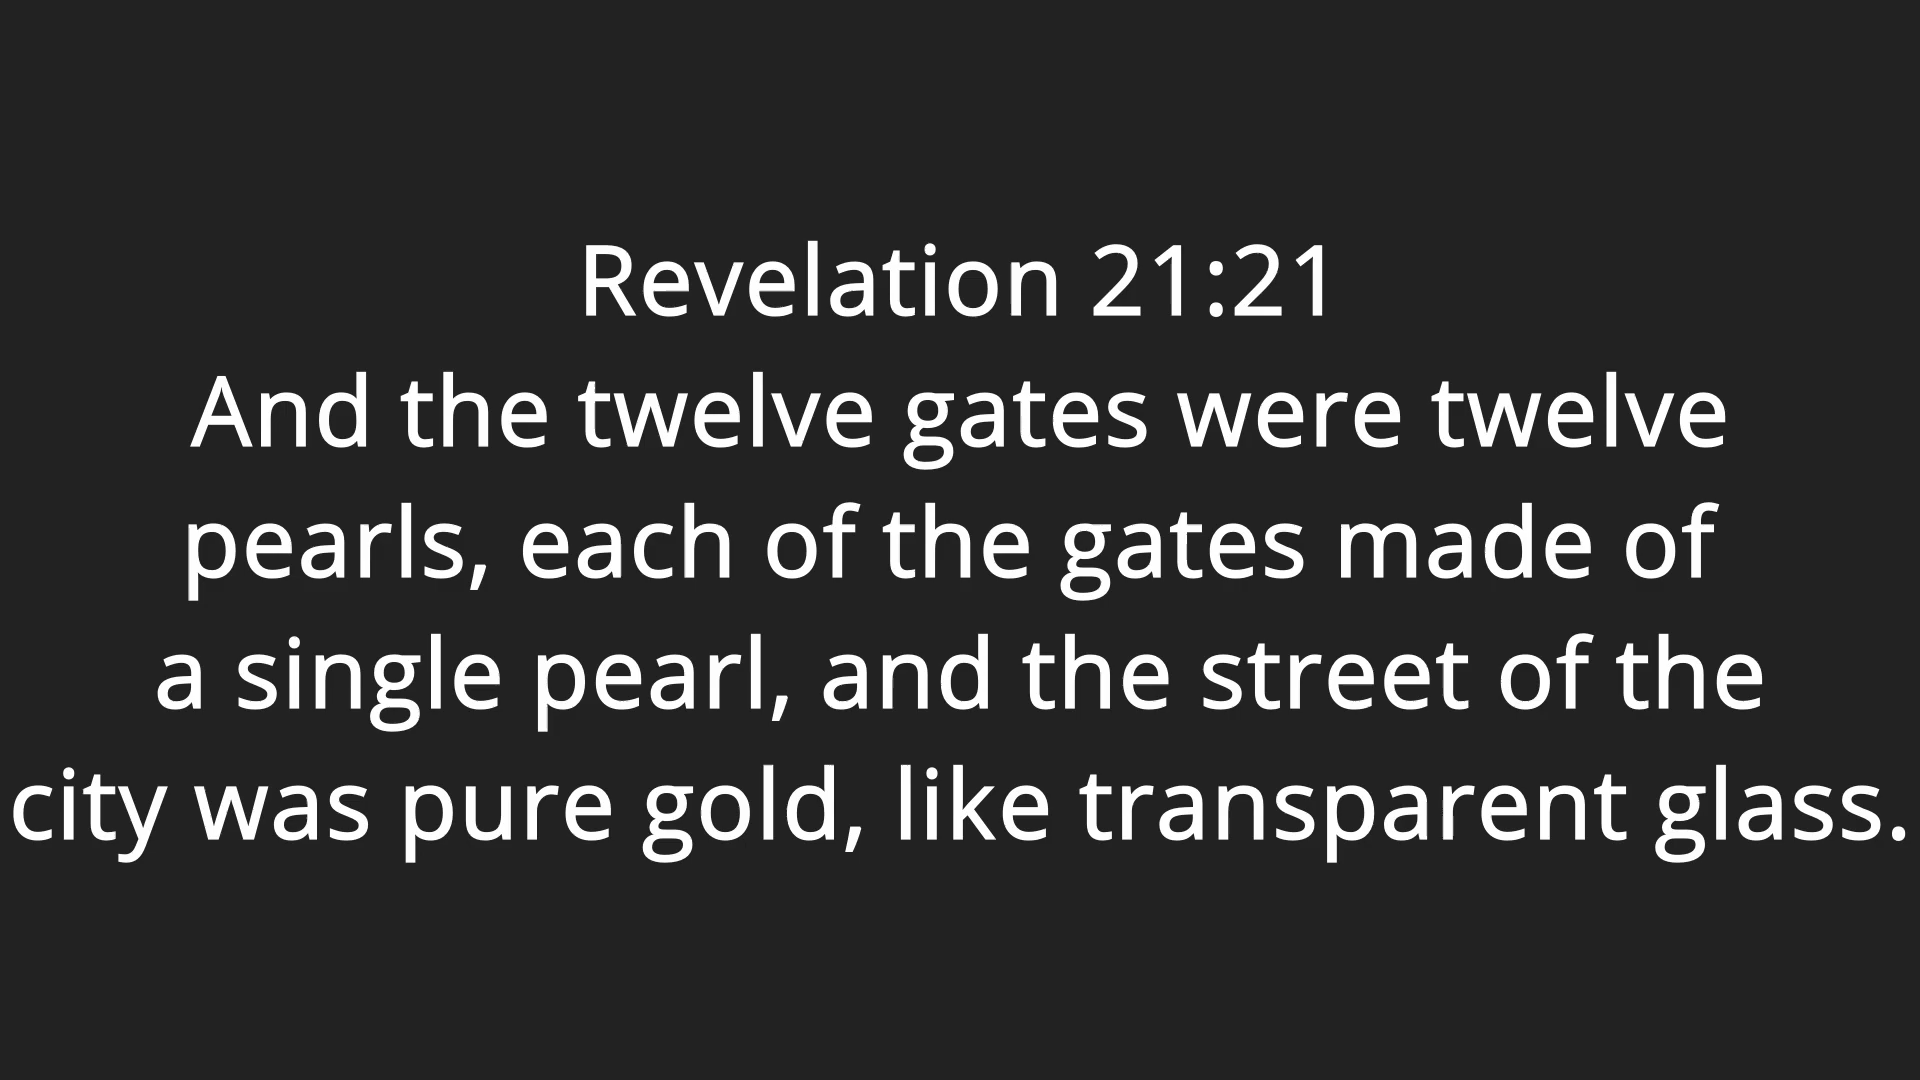 Revelation 21:21
And the twelve gates were twelve
pearls, each of the gates made of
a single pearl, and the street of the
city was pure gold, like transparent glass.